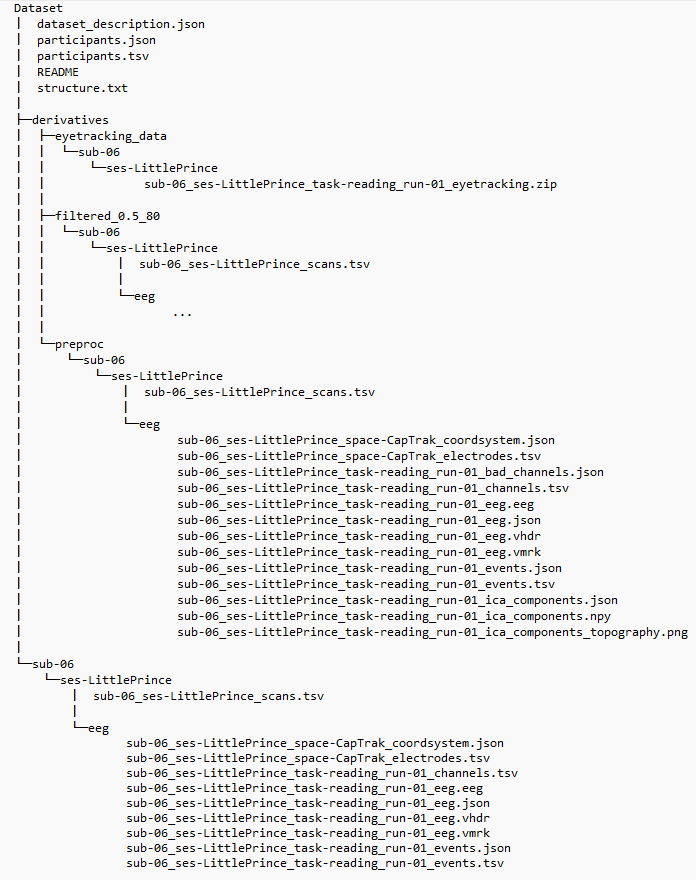 Dataset
dataset_description.json
participants.json
participants.tsv
README
structure.txt
derivatives
eyetracking_data
sub-06
ses-LittlePrince
sub-06_ses-LittlePrince_task-reading_run-01_eyetracking.zip
filtered_0.5_80
sub-06
ses-LittlePrince
sub-06_ses-LittlePrince_scans.tsv
eeg
...
preproc
sub-06
ses-LittlePrince
sub-06_ses-LittlePrince_scans.tsv
eeg
sub-06_ses-LittlePrince_space-CapTrak_coordsystem.json
sub-06_ses-LittlePrince_space-CapTrak_electrodes.tsv
sub-06_ses-LittlePrince_task-reading_run-01_bad_channels.json
sub-06_ses-LittlePrince_task-reading_run-01_channels.tsv
sub-06_ses-LittlePrince_task-reading_run-01_eeg.eeg
sub-06_ses-LittlePrince_task-reading_run-01_eeg.json
sub-06_ses-LittlePrince_task-reading_run-01_eeg.vhdr
sub-06_ses-LittlePrince_task-reading_run-01_eeg.vmrk
sub-06_ses-LittlePrince_task-reading_run-01_events.json
sub-06_ses-LittlePrince_task-reading_run-01_events.tsv
sub-06_ses-LittlePrince_task-reading_run-01_ica_components.json
sub-06_ses-LittlePrince_task-reading_run-01_ica_components.npy
sub-06_ses-LittlePrince_task-reading_run-01_ica_components_topography.png
sub-06
ses-LittlePrince
sub-06_ses-LittlePrince_scans.tsv
eeg
sub-06_ses-LittlePrince_space-CapTrak_coordsystem.json
sub-06_ses-LittlePrince_space-CapTrak_electrodes.tsv
sub-06_ses-LittlePrince_task-reading_run-01_channels.tsv
sub-06_ses-LittlePrince_task-reading_run-01_eeg.eeg
sub-06_ses-LittlePrince_task-reading_run-01_eeg.json
sub-06_ses-LittlePrince_task-reading_run-01_eeg.vhdr
sub-06_ses-LittlePrince_task-reading_run-01_eeg.vmrk
sub-06_ses-LittlePrince_task-reading_run-01_events.json
sub-06_ses-LittlePrince_task-reading_run-01_events.tsv